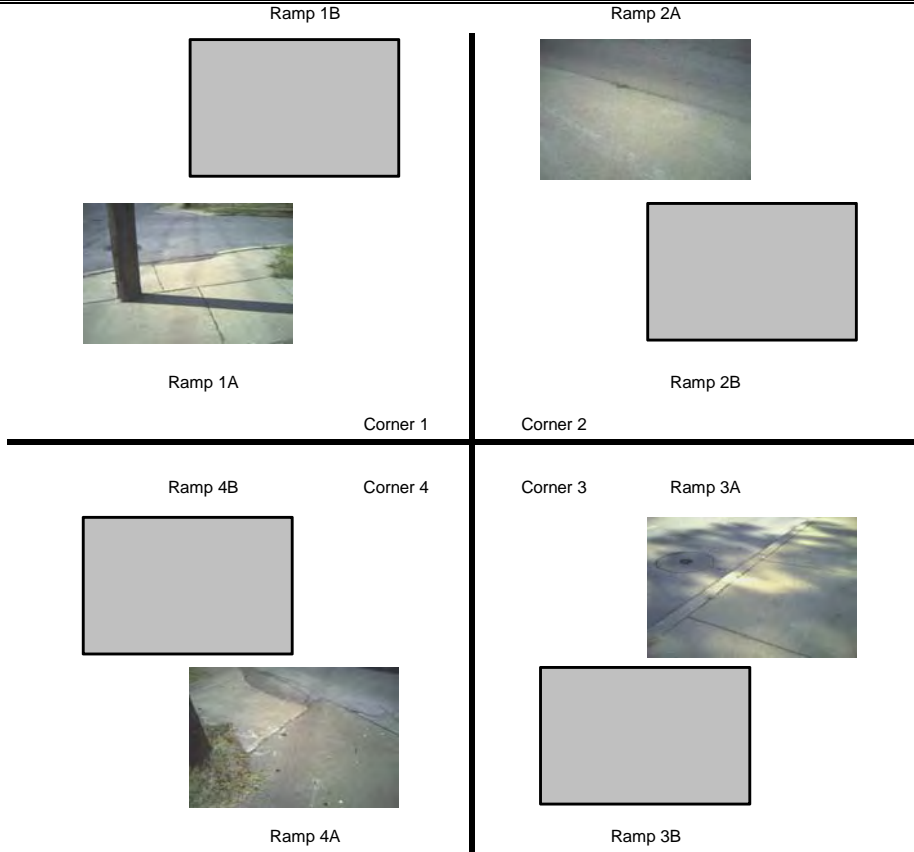 Ramp 1B Ramp 2A
Ramp 1A Ramp 2B
Corner 1 Corner 2
Ramp 4B Corner 4 Corner 3 Ramp 3A
Ramp 4A Ramp 3B